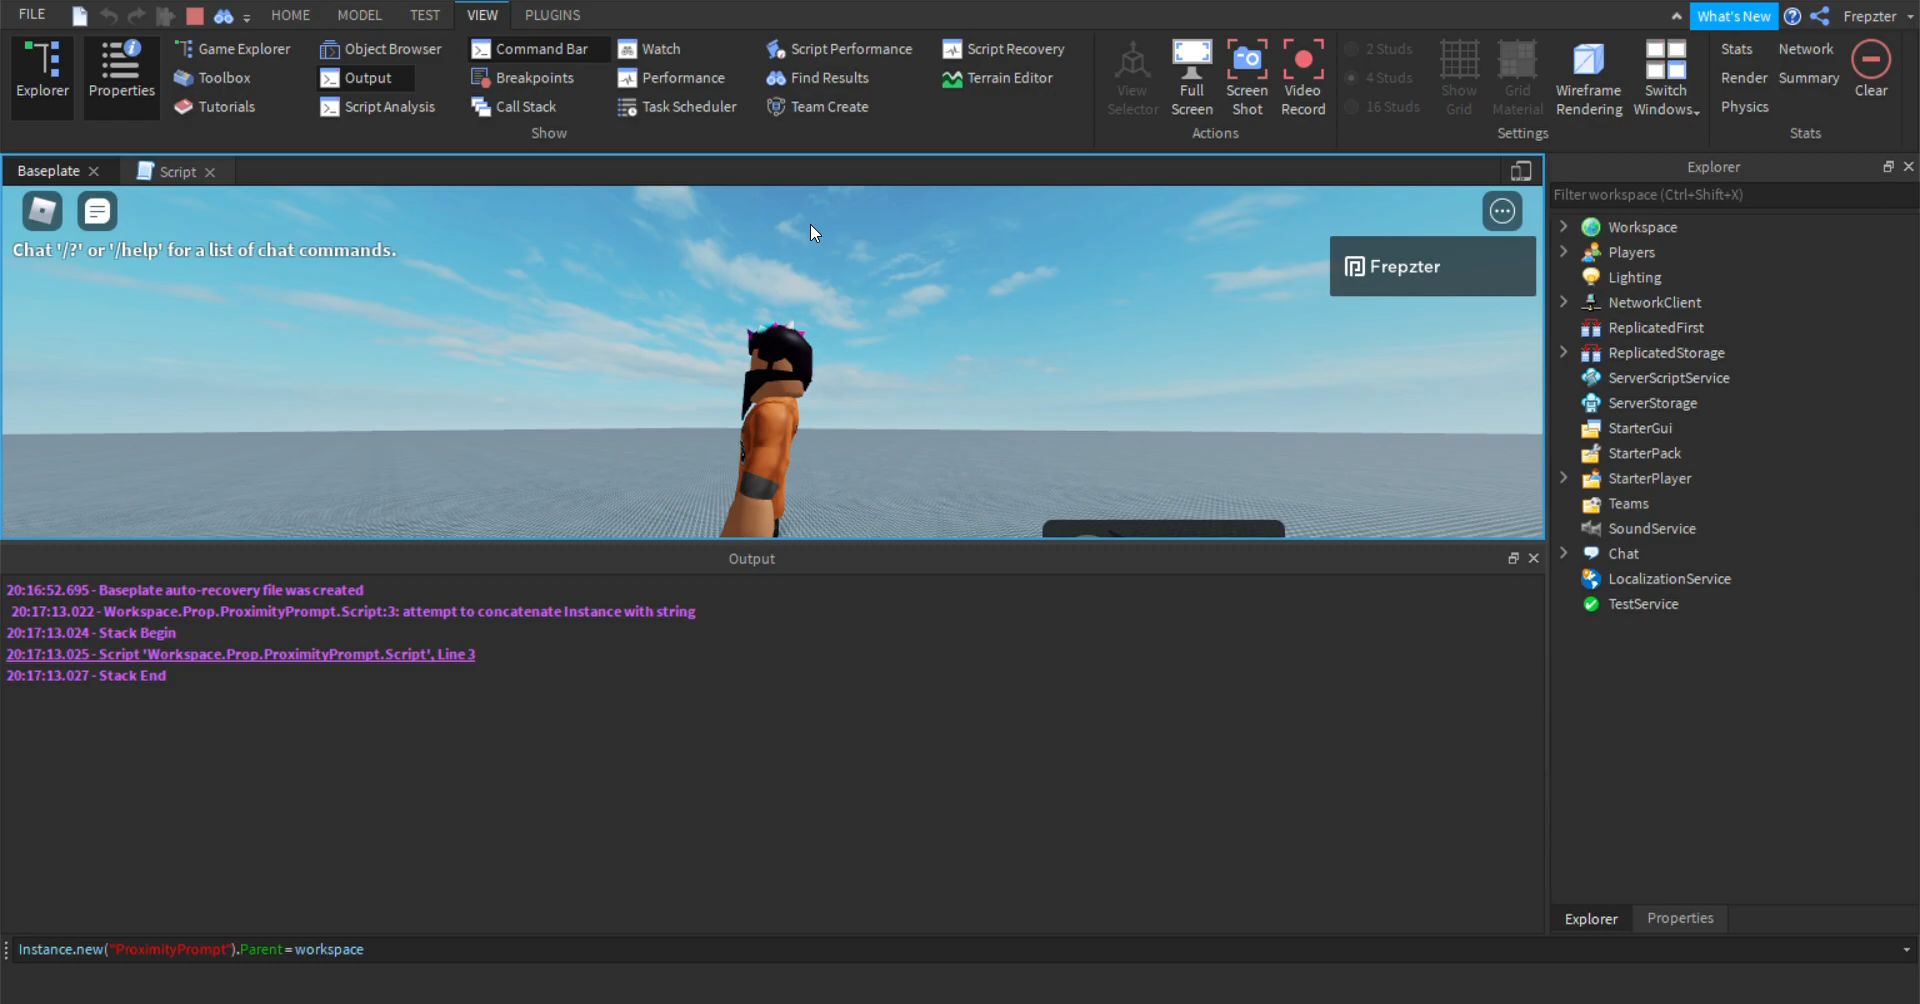 FILE
HOME
MODEL
TEST
VIEW
PLUGINS
What's New
Frepzter
Explorer
Properties
Game Explorer
Toolbox
Tutorials
Object Browser
Output
Script Analysis
Command Bar
Breakpoints
Call Stack
Watch
Performance
Task Scheduler
Script Performance
Find Results
Team Create
Script Recovery
Terrain Editor
Show
View
Selector
Full
Screen
Screen
Shot
Video
Record
Actions
2 Studs
4 Studs
16 Studs
Show
Grid
Grid
Material
Wireframe
Rendering
Switch
Windows
Settings
Stats
Network
Render
Summary
Physics
Clear
Stats
Baseplate
Script
Chat '/?' or '/help' for a list of chat commands.
Frepzter
Output
20:16:52.695 - Baseplate auto-recovery file was created
20:17:13.022 - Workspace.Prop.ProximityPrompt.Script:3: attempt to concatenate Instance with string
20:17:13.024 - Stack Begin
20:17:13.025 - Script 'Workspace.Prop.ProximityPrompt.Script', Line 3
20:17:13.027 - Stack End
Explorer
Filter workspace (Ctrl+Shift+X)
Workspace
Players
Lighting
NetworkClient
ReplicatedFirst
ReplicatedStorage
ServerScriptService
ServerStorage
StarterGui
StarterPack
StarterPlayer
Teams
SoundService
Chat
LocalizationService
TestService
Explorer
Properties
Instance.new("ProximityPrompt").Parent = workspace